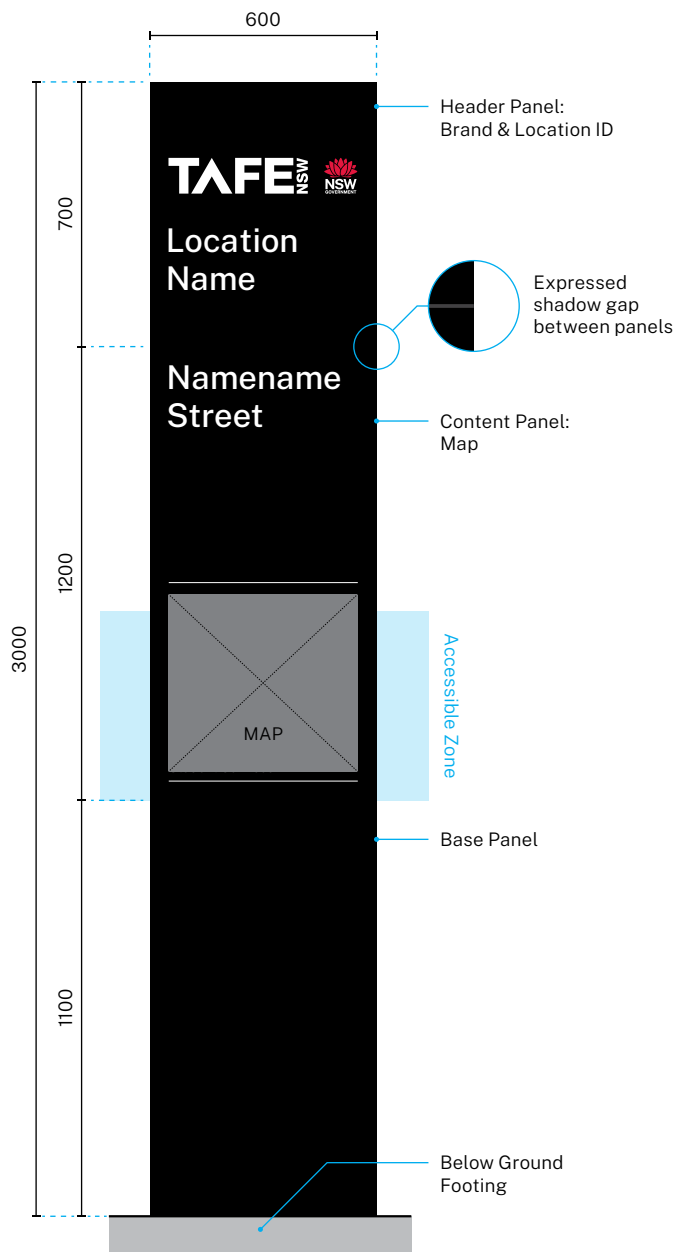 600
Header Panel:
Brand & Location ID
TAFE NSW
NSW
GOVERNMENT
700
Location
Name
Expressed
shadow gap
between panels
Namename
Street
Content Panel:
Map
1200
3000
Accessible Zone
MAP
Base Panel
1100
Below Ground
Footing